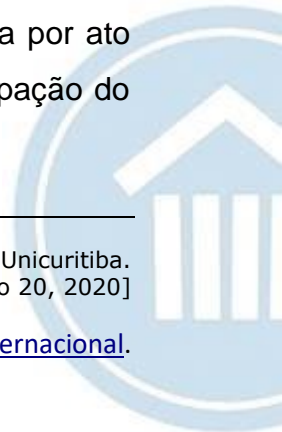 a por ato
pação do
Unicuritiba.
o 20, 2020]
ernacional.